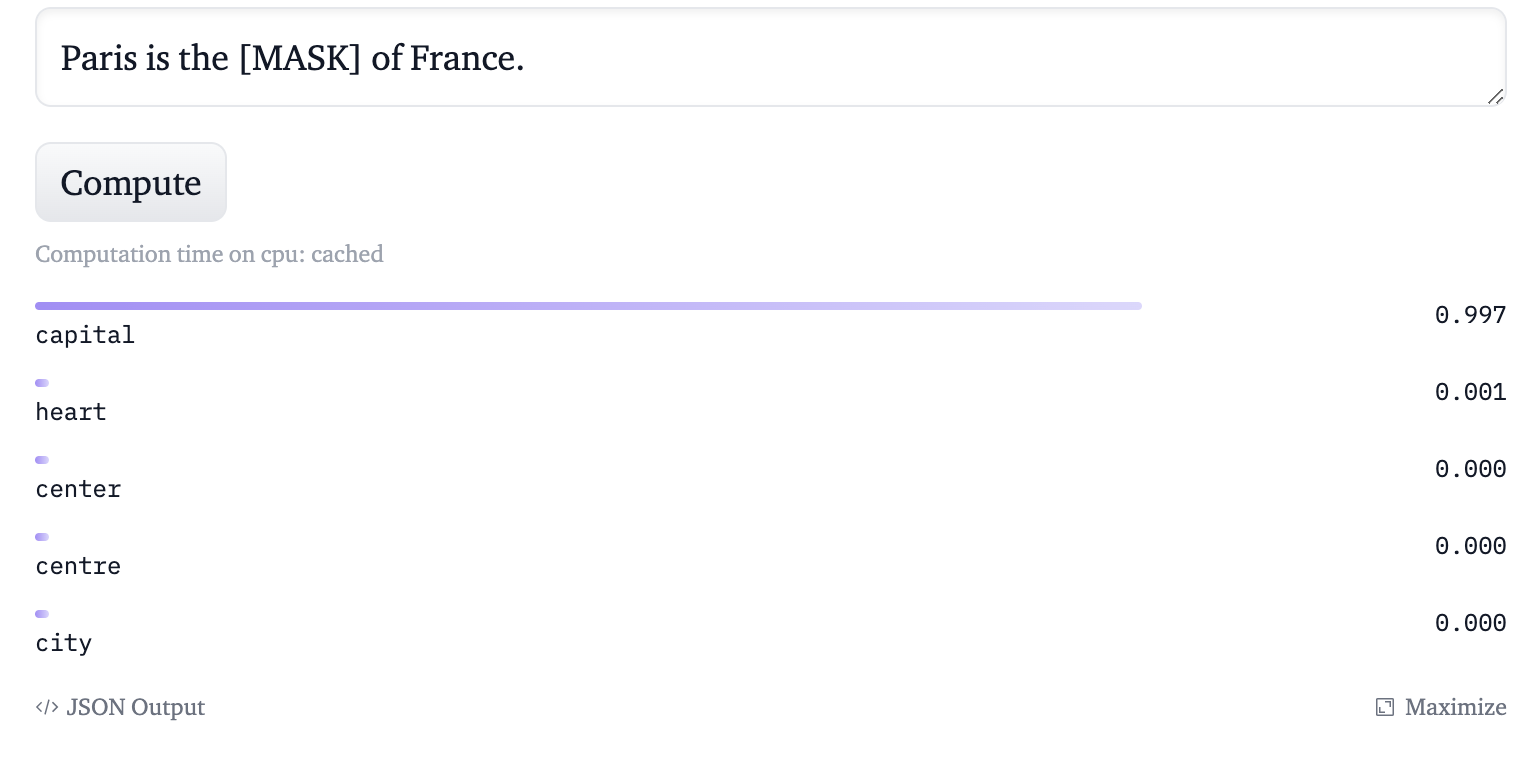 Paris is the [MASK] of France.
Compute
Computation time on cpu: cached
capital 0.997
heart 0.001
center 0.000
centre 0.000
city 0.000
</> JSON Output
Maximize